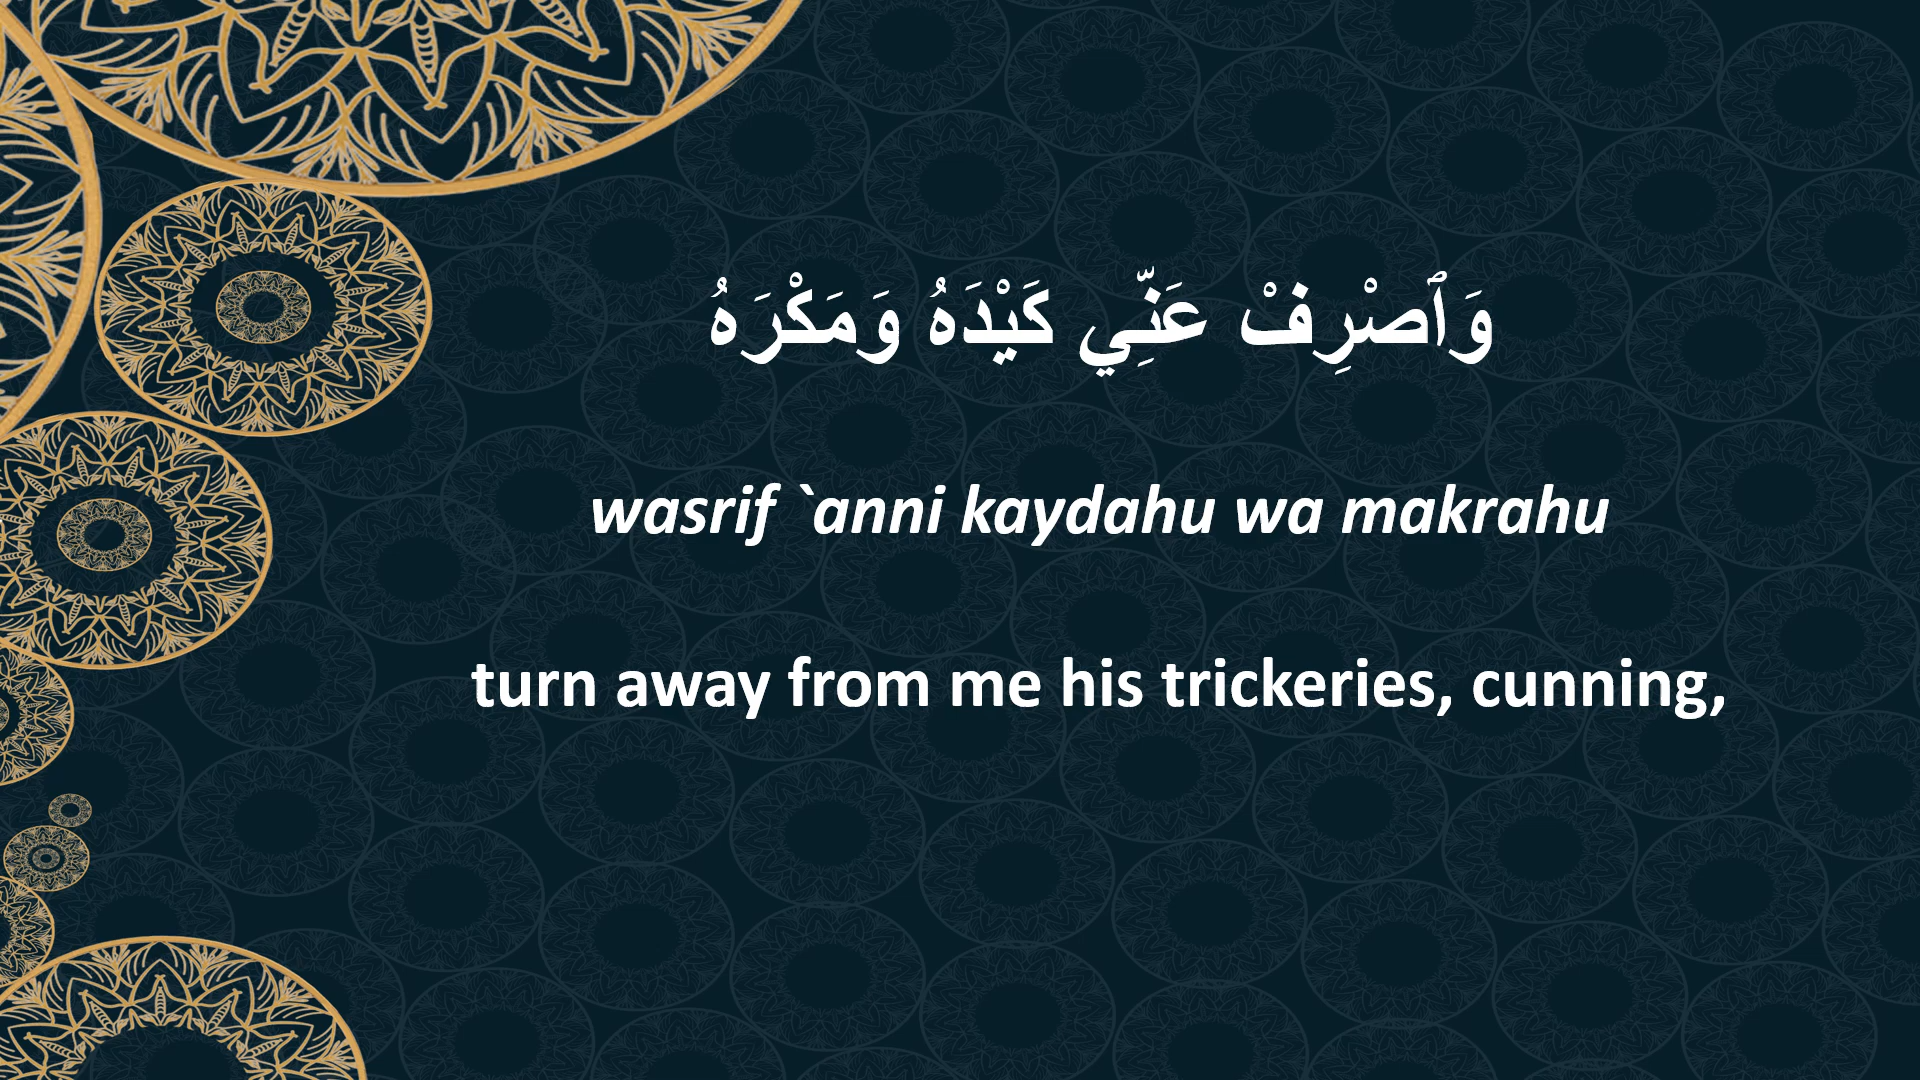 وَٱصْرِفْ عَنِّي كَيْدَهُ وَمَكْرَهُ
wasrif `anni kaydahu wa makrahu
turn away from me his trickeries, cunning,